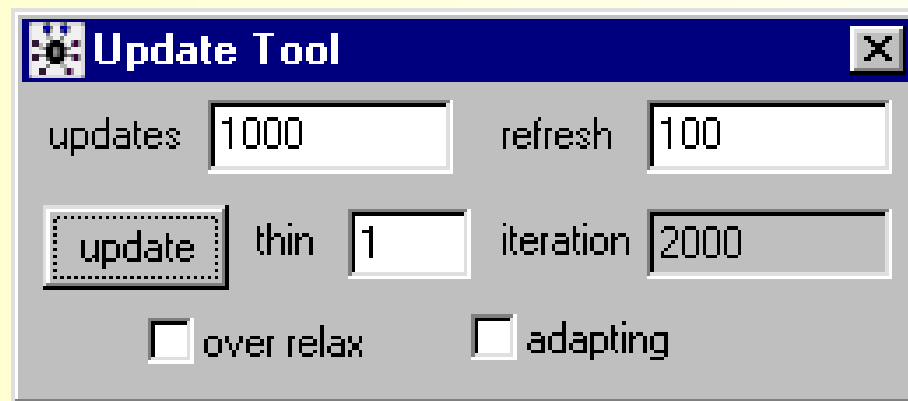 Update Tool
updates 1000 refresh 100
update thin 1 iteration 2000
over relax adapting